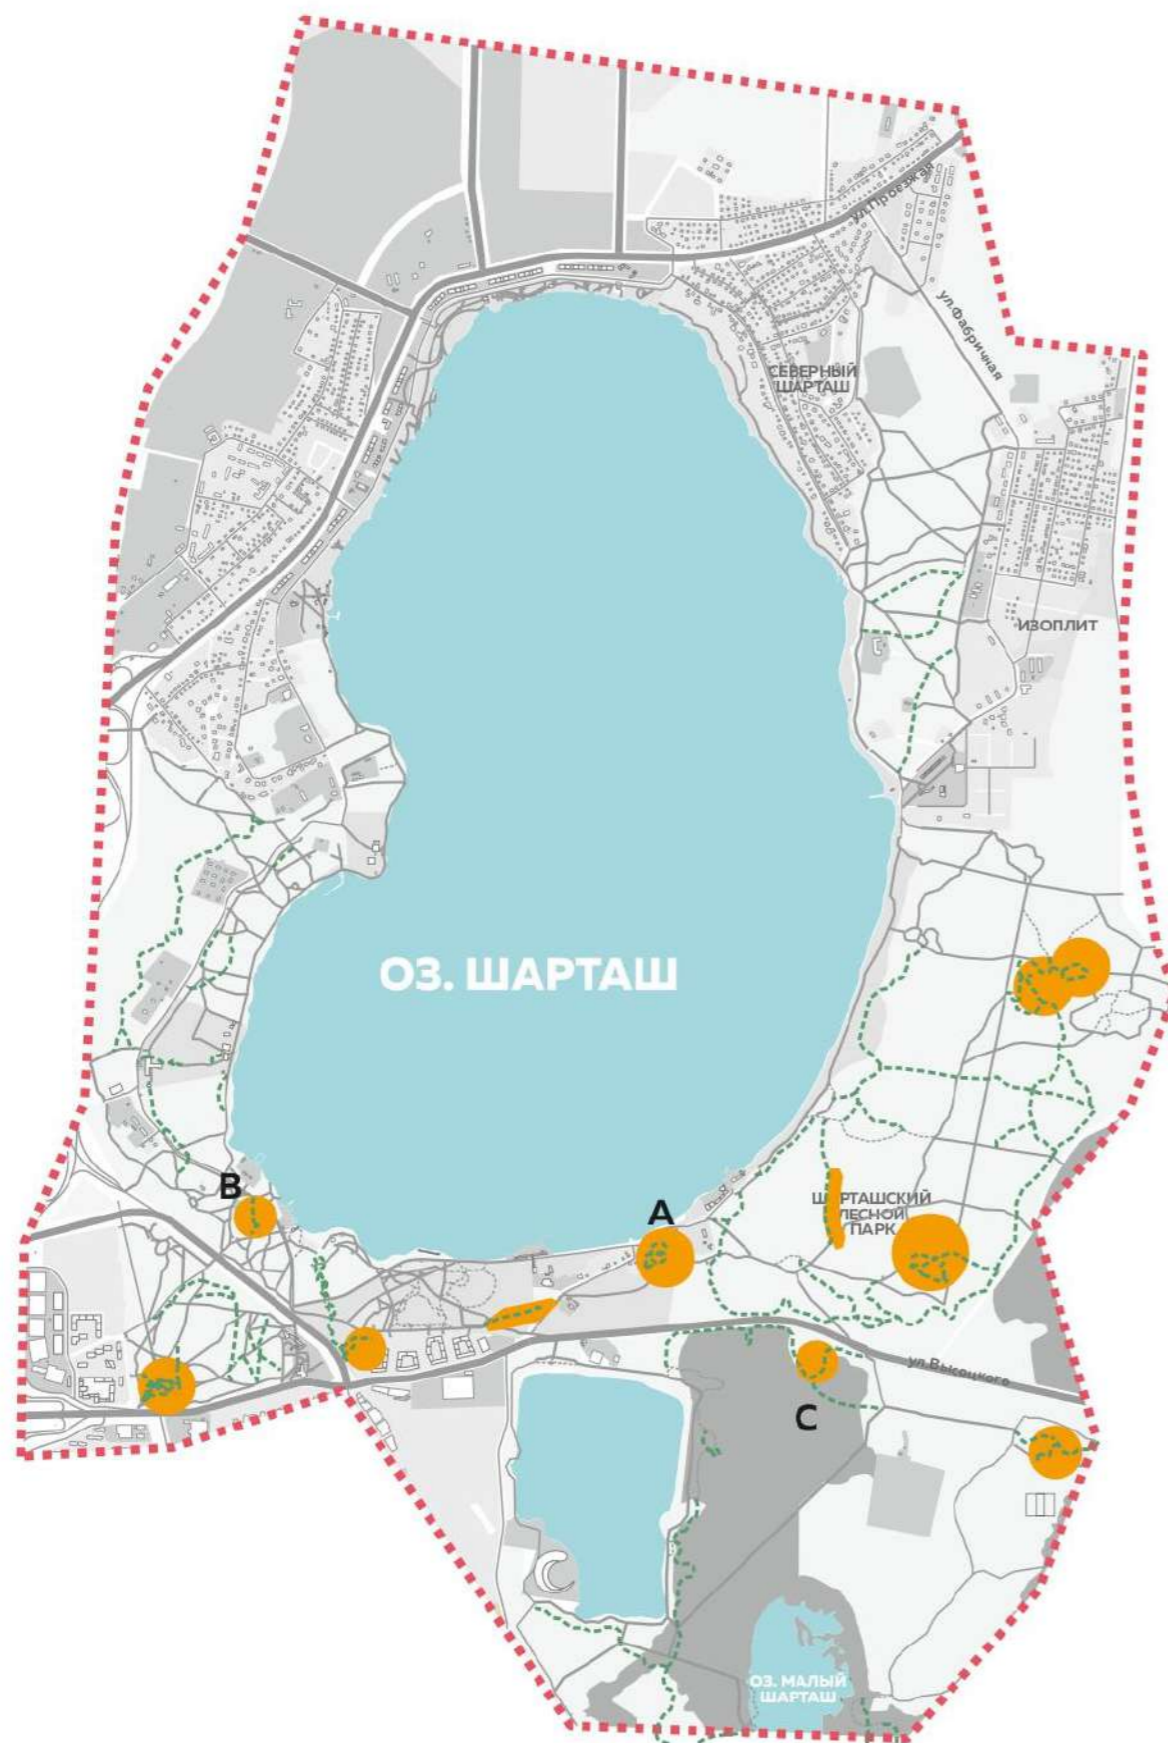 ул.Проезжая
ул.Фабричная
СЕВЕРНЫЙ
ШАРТАШ
ИЗОПЛИТ
ОЗ. ШАРТАШ
B
A
ШАРТАШСКИЙ
ЛЕСНОЙ
ПАРК
ул.Высоцкого
C
ОЗ. МАЛЫЙ
ШАРТАШ